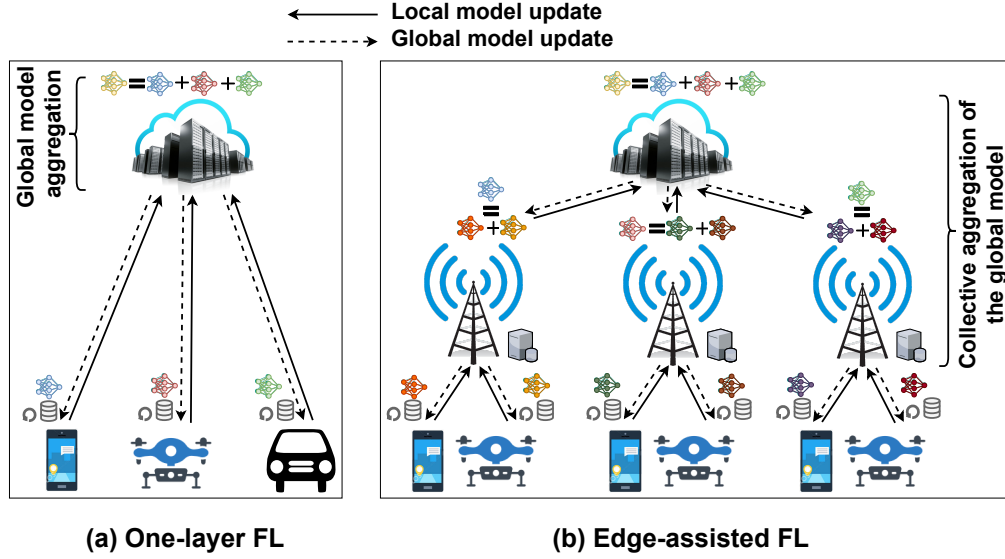 Local model update
Global model update
Global model
aggregation
= + +
= + +
Collective aggregation of
the global model
=
+
= +
=
+
(a) One-layer FL
(b) Edge-assisted FL